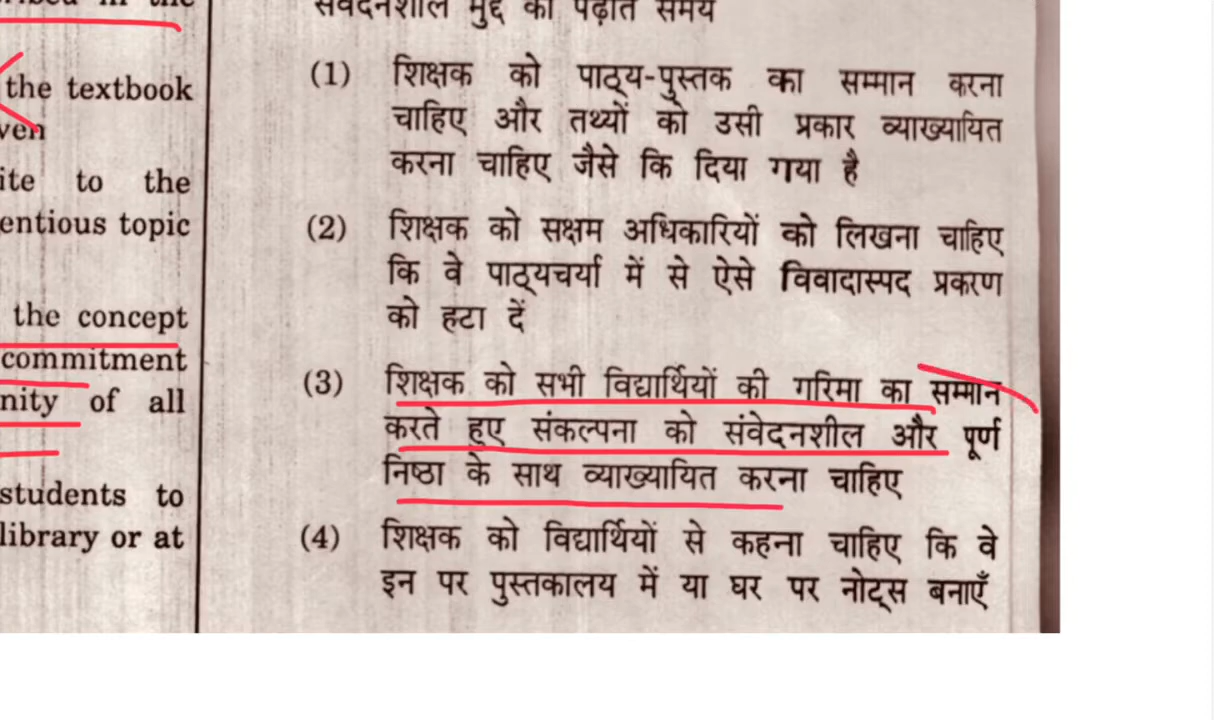 the textbook
ven
ite to the
entious topic
the concept
commitment
nity of all
students to
library or at
संवेदनशील मुद्दे को पढ़ाते समय
(1) शिक्षक को पाठ्य-पुस्तक का सम्मान करना
चाहिए और तथ्यों को उसी प्रकार व्याख्यायित
करना चाहिए जैसे कि दिया गया है
(2) शिक्षक को सक्षम अधिकारियों को लिखना चाहिए
कि वे पाठ्यचर्या में से ऐसे विवादास्पद प्रकरण
को हटा दें
(3) शिक्षक को सभी विद्यार्थियों की गरिमा का सम्मान
करते हुए संकल्पना को संवेदनशील और पूर्ण
निष्ठा के साथ व्याख्यायित करना चाहिए
(4) शिक्षक को विद्यार्थियों से कहना चाहिए कि वे
इन पर पुस्तकालय में या घर पर नोट्स बनाएँ